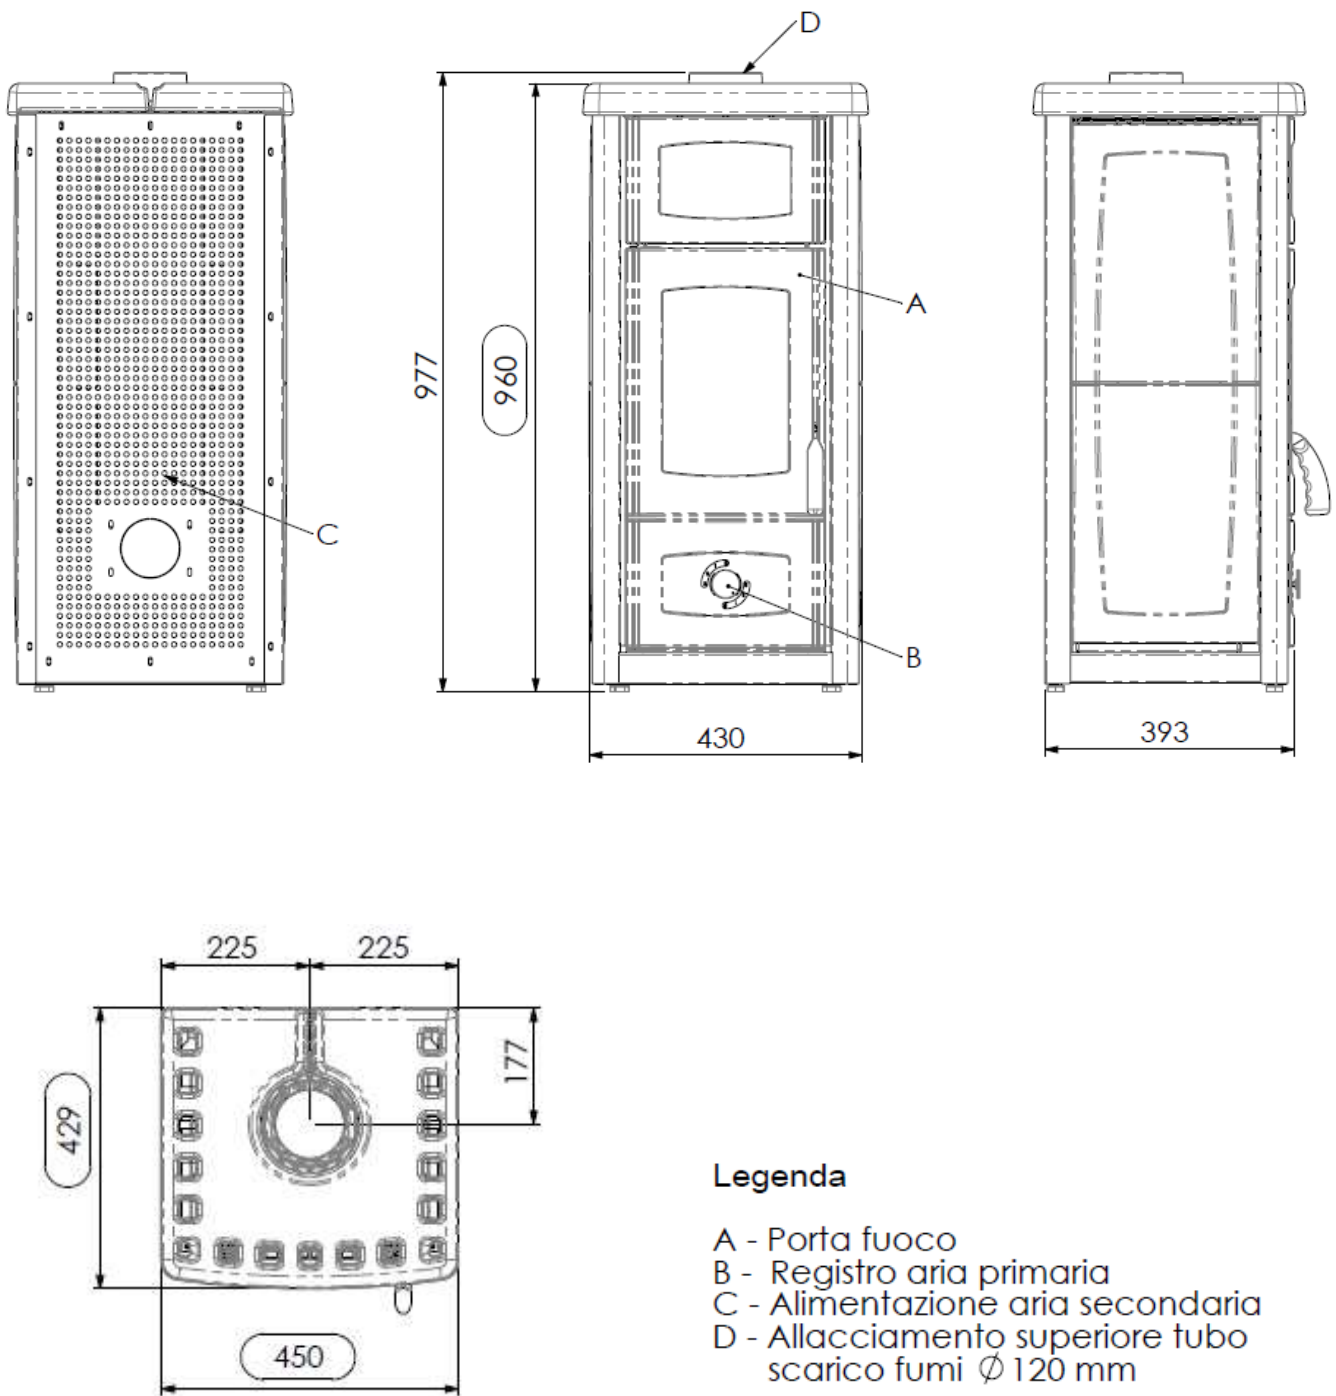 D
A
977
960
C
B
430
393
225 225
177
429
450
Legenda
A - Porta fuoco
B - Registro aria primaria
C - Alimentazione aria secondaria
D - Allacciamento superiore tubo
scarico fumi ∅ 120 mm